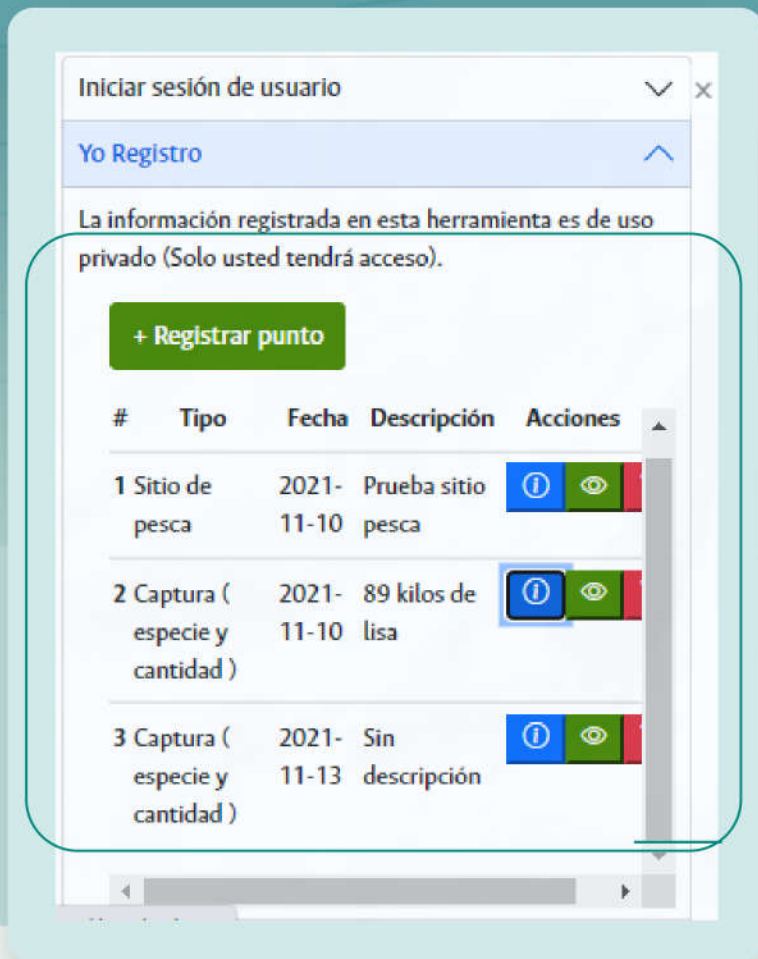 Iniciar sesión de usuario
Yo Registro
La información registrada en esta herramienta es de uso
privado (Solo usted tendrá acceso).
+ Registrar punto
# Tipo Fecha Descripción Acciones
1 Sitio de 2021- Prueba sitio
pesca 11-10 pesca
2 Captura ( 2021- 89 kilos de
especie y 11-10 lisa
cantidad )
3 Captura ( 2021- Sin
especie y 11-13 descripción
cantidad )